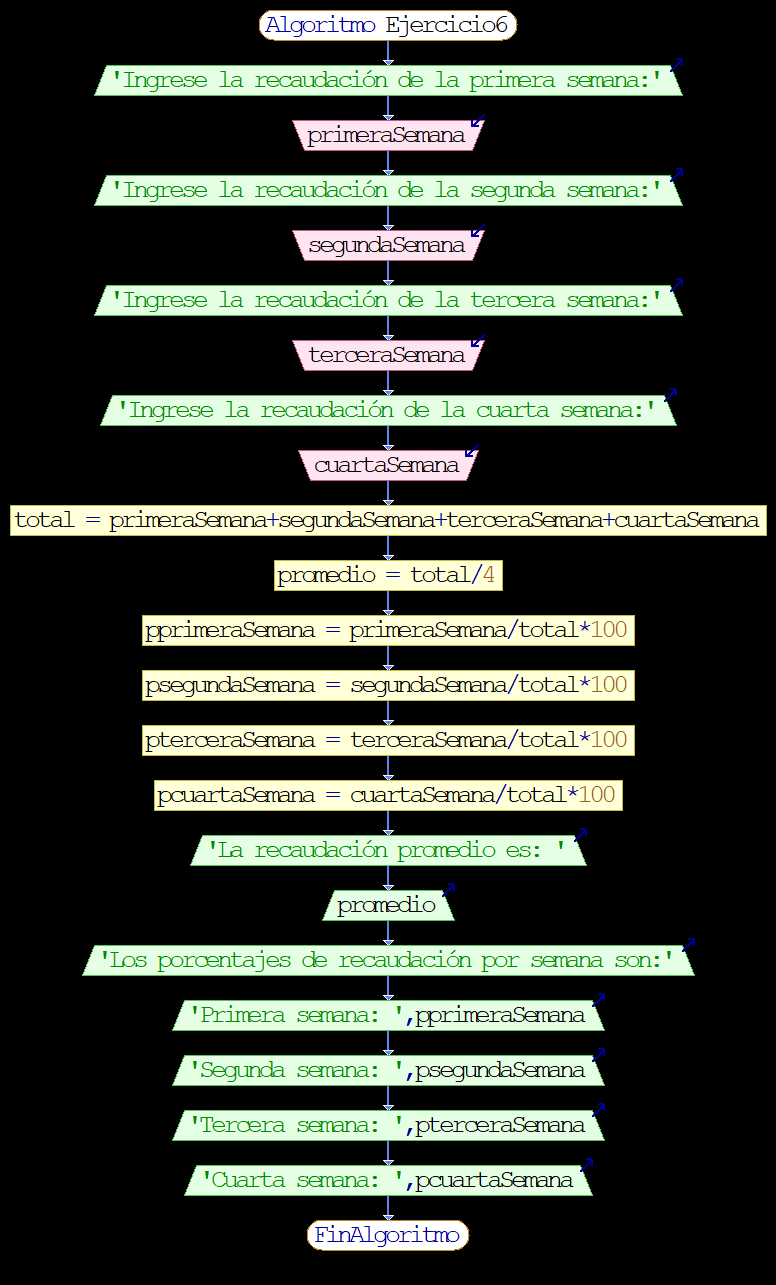 Algoritmo Ejercicio6
'Ingrese la recaudación de la primera semana:'
primeraSemana
'Ingrese la recaudación de la segunda semana:'
segundaSemana
'Ingrese la recaudación de la tercera semana:'
terceraSemana
'Ingrese la recaudación de la cuarta semana:'
cuartaSemana
total = primeraSemana+segundaSemana+terceraSemana+cuartaSemana
promedio = total/4
pprimeraSemana = primeraSemana/total*100
psegundaSemana = segundaSemana/total*100
pterceraSemana = terceraSemana/total*100
pcuartaSemana = cuartaSemana/total*100
'La recaudación promedio es: '
promedio
'Los porcentajes de recaudación por semana son:'
'Primera semana: ',pprimeraSemana
'Segunda semana: ',psegundaSemana
'Tercera semana: ',pterceraSemana
'Cuarta semana: ',pcuartaSemana
FinAlgoritmo